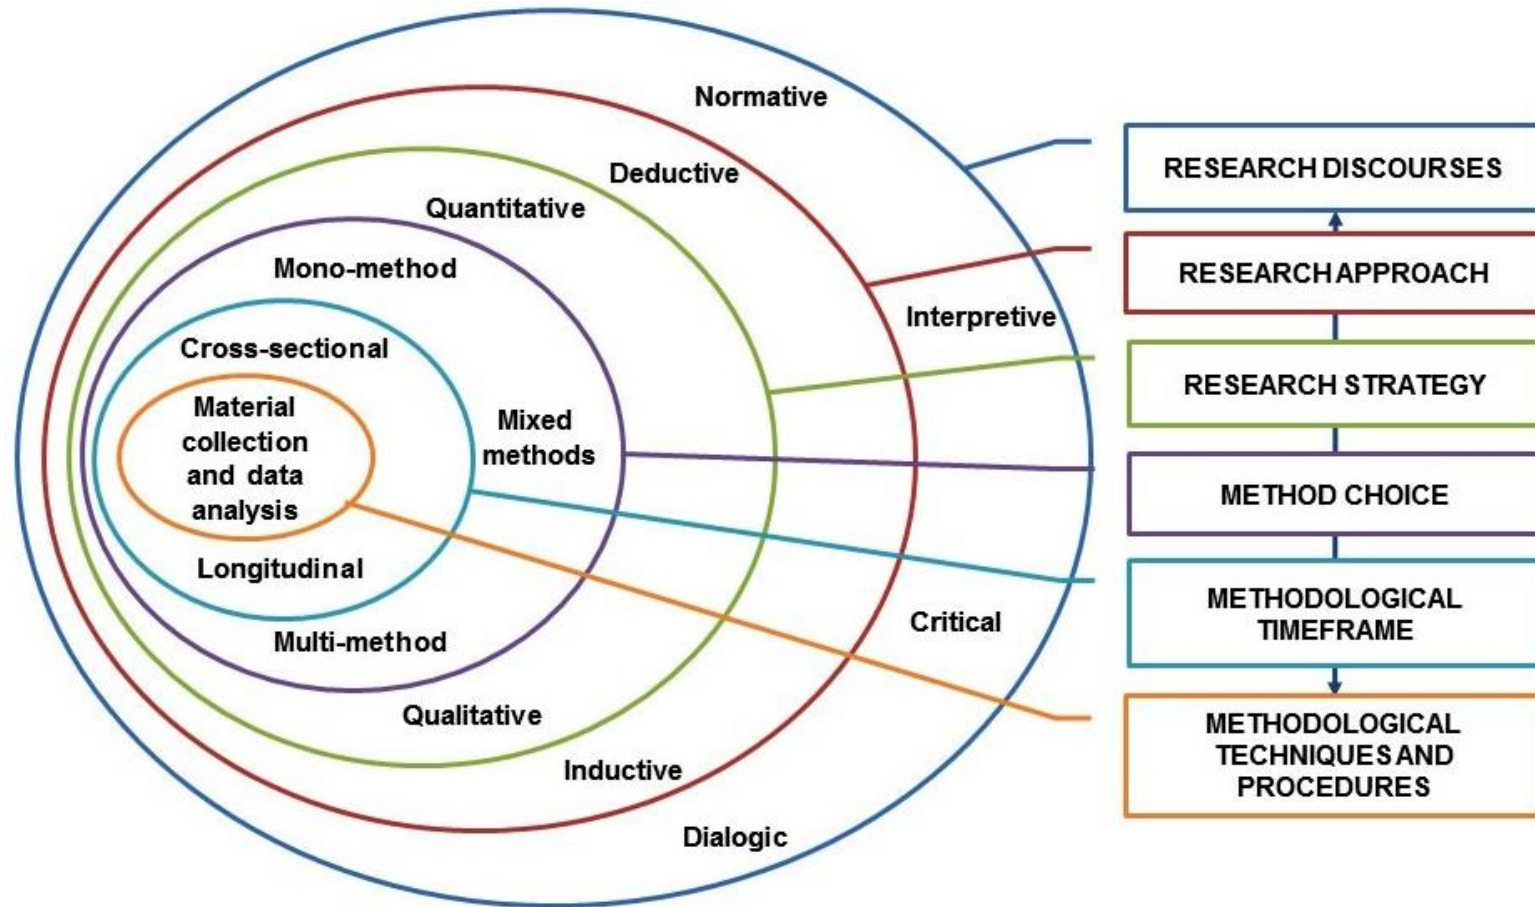 Normative
Deductive
Quantitative
Mono-method
Cross-sectional
Material
collection
and data
analysis
Longitudinal
Multi-method
Qualitative
Inductive
Dialogic
Mixed
methods
Interpretive
Critical
RESEARCH DISCOURSES
RESEARCH APPROACH
RESEARCH STRATEGY
METHOD CHOICE
METHODOLOGICAL
TIMEFRAME
METHODOLOGICAL
TECHNIQUES AND
PROCEDURES